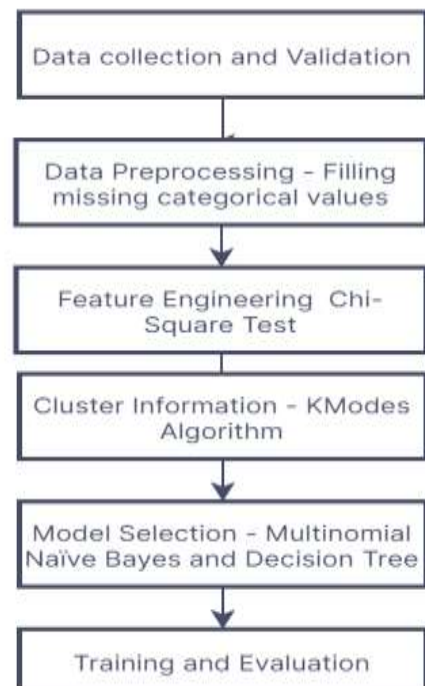 Data collection and Validation
Data Preprocessing - Filling
missing categorical values
Feature Engineering Chi-
Square Test
Cluster Information - KModes
Algorithm
Model Selection - Multinomial
Naïve Bayes and Decision Tree
Training and Evaluation